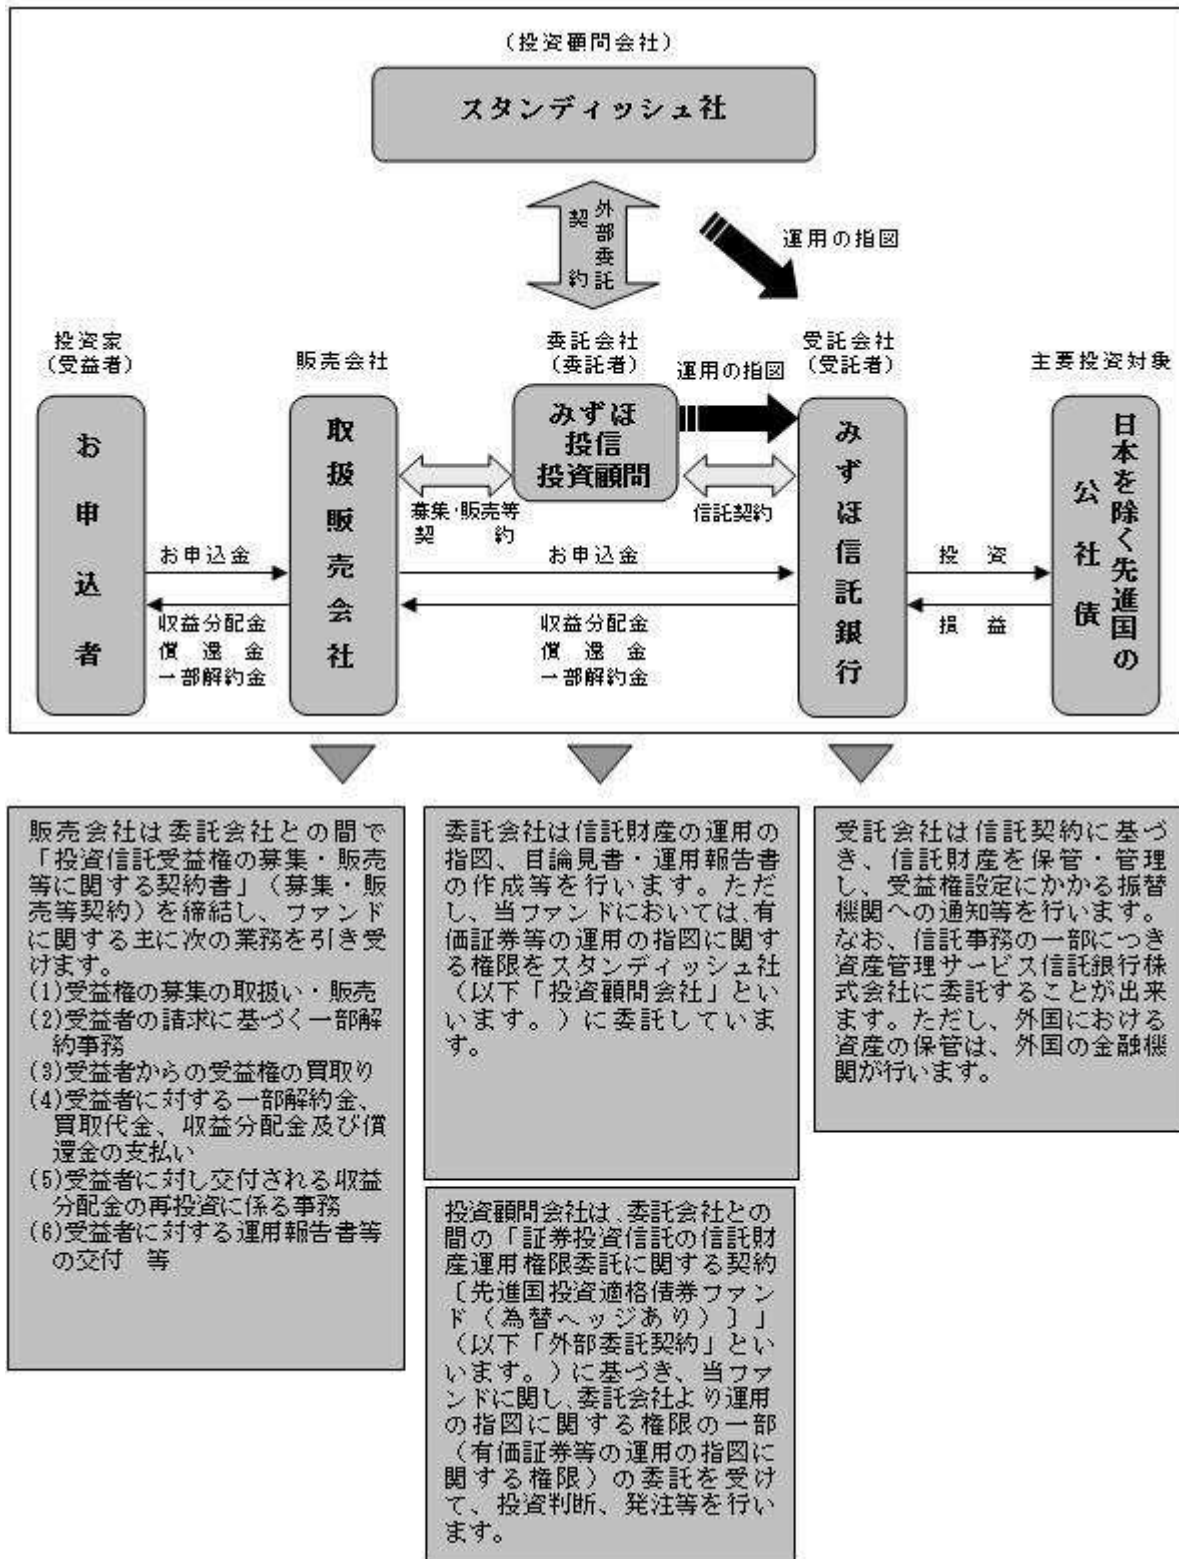 (投資顧問会社)
スタンディッシュ社
外部委託
契約
運用の指図
投資家
(受益者)
販売会社
委託会社
(委託者)
運用の指図
受託会社
(受託者)
主要投資対象
お申込者
取扱販売会社
みずほ
投信
投資顧問
みずほ信託銀行
日本を除く先進国の
公社債
募集・販売等
契約
信託契約
お申込金
お申込金
投資
収益分配金
償還金
一部解約金
収益分配金
償還金
一部解約金
損益
販売会社は委託会社との間で
「投資信託受益権の募集・販売
等に関する契約書」(募集・販
売等契約)を締結し、ファンド
に関する主に次の業務を引き受
けます。
(1)受益権の募集の取扱い・販売
(2)受益者の請求に基づく一部解
約事務
(3)受益者からの受益権の買取り
(4)受益者に対する一部解約金、
買取代金、収益分配金及び償
還金の支払い
(5)受益者に対し交付される収益
分配金の再投資に係る事務
(6)受益者に対する運用報告書等
の交付 等
委託会社は信託財産の運用の
指図、目論見書・運用報告書
の作成等を行います。ただ
し、当ファンドにおいては、有
価証券等の運用の指図に関す
る権限をスタンディッシュ社
(以下「投資顧問会社」とい
います。)に委託していま
す。
投資顧問会社は、委託会社との
間の「証券投資信託の信託財
産運用権限委託に関する契約
〔先進国投資適格債券ファン
ド(為替ヘッジあり)〕」
(以下「外部委託契約」とい
います。)に基づき、当ファ
ンドに関し、委託会社より運用
の指図に関する権限の一部
(有価証券等の運用の指図に
関する権限)の委託を受け
て、投資判断、発注等を行い
ます。
受託会社は信託契約に基づ
き、信託財産を保管・管理
し、受益権設定にかかる振替
機関への通知等を行います。
なお、信託事務の一部につき
資産管理サービス信託銀行株
式会社に委託することが出来
ます。ただし、外国における
資産の保管は、外国の金融機
関が行います。